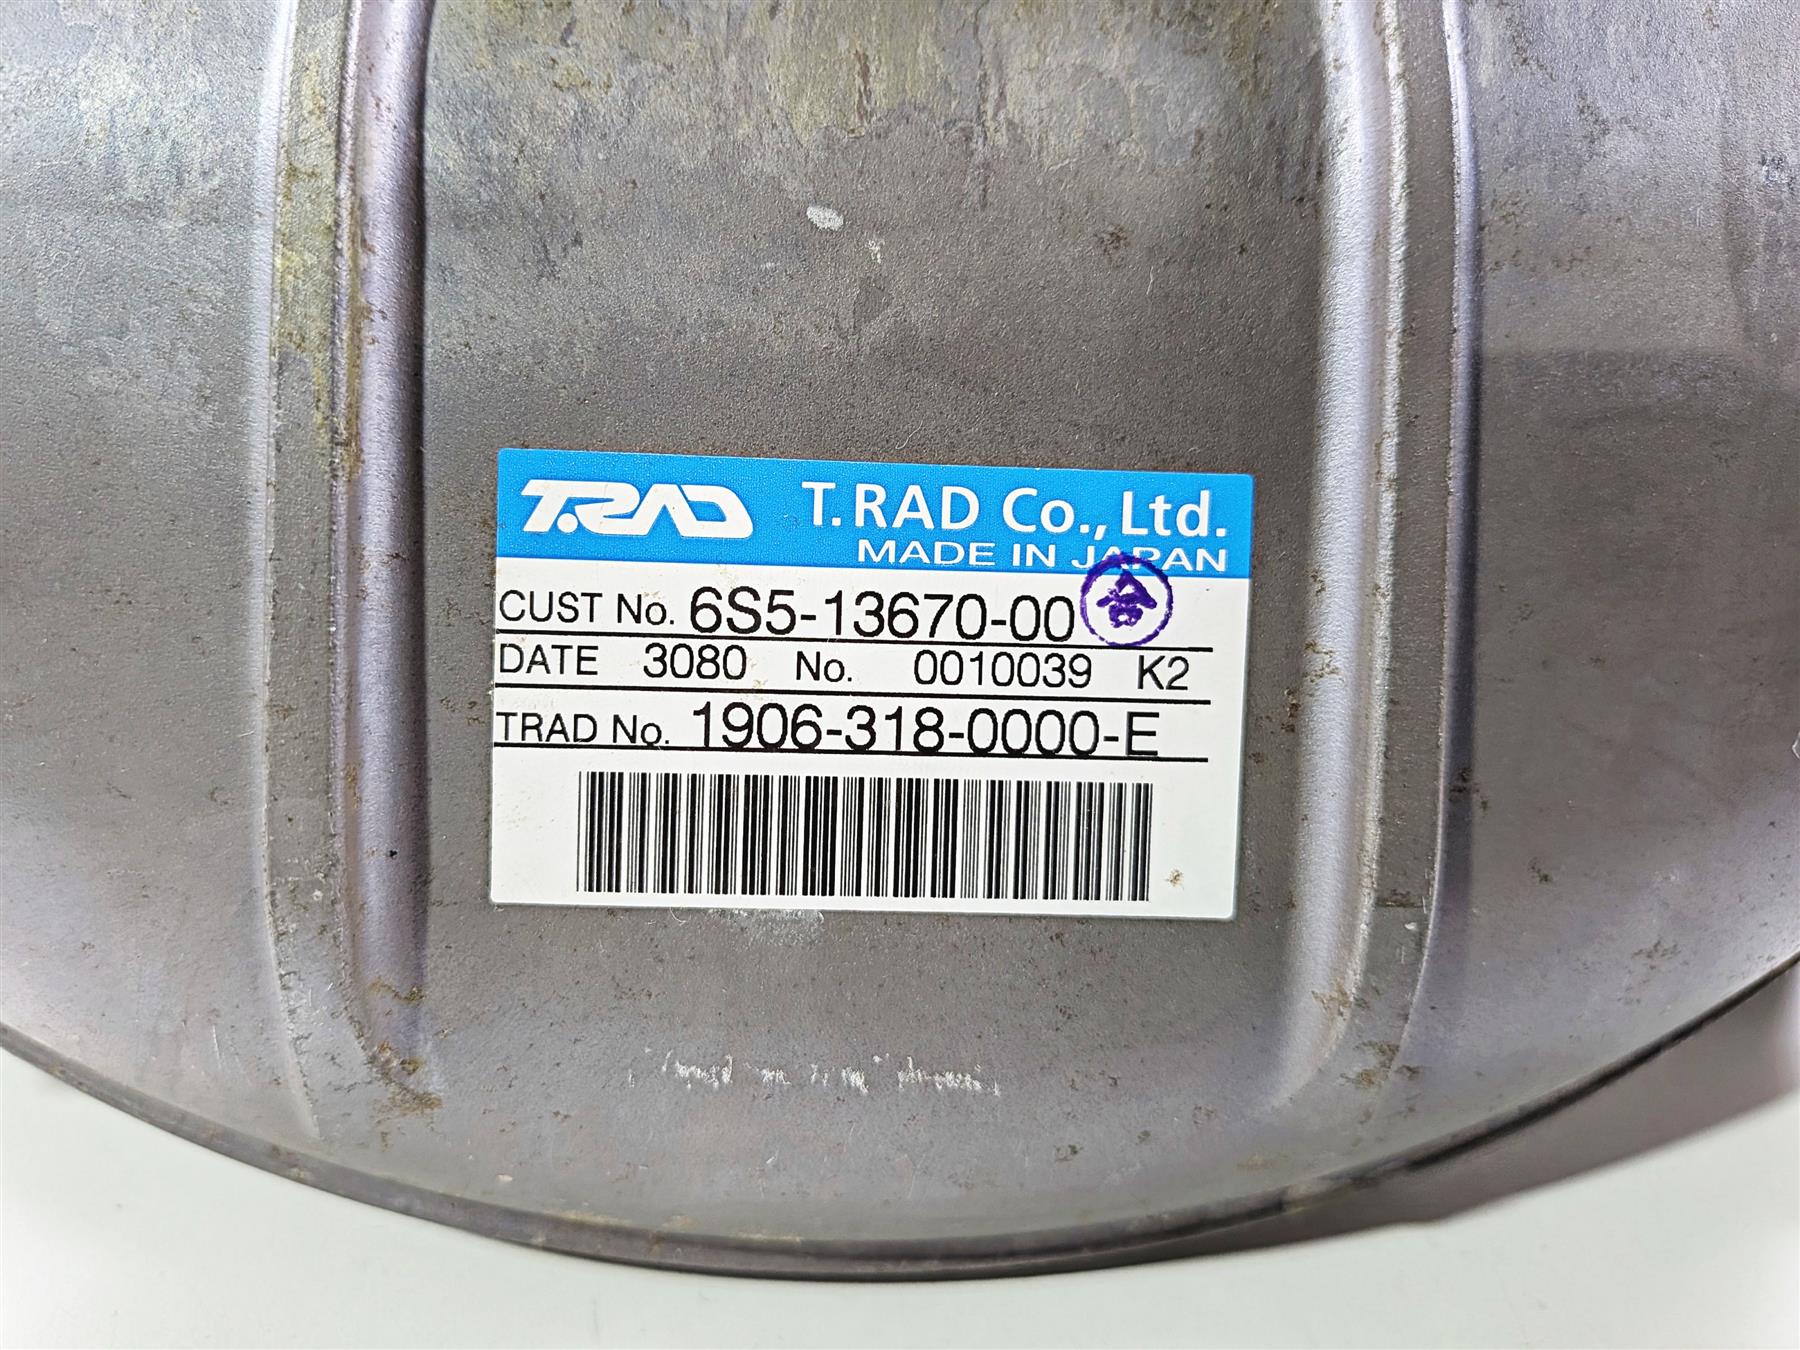 T.RAD T.RAD Co., Ltd.
MADE IN JAPAN
CUST No. 6S5-13670-00 合
DATE 3080 No. 0010039 K2
TRAD No. 1906-318-0000-E